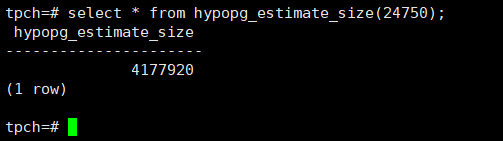 tpch=# select * from hypopg_estimate_size(24750);
 hypopg_estimate_size
----------------------
              4177920
(1 row)

tpch=#